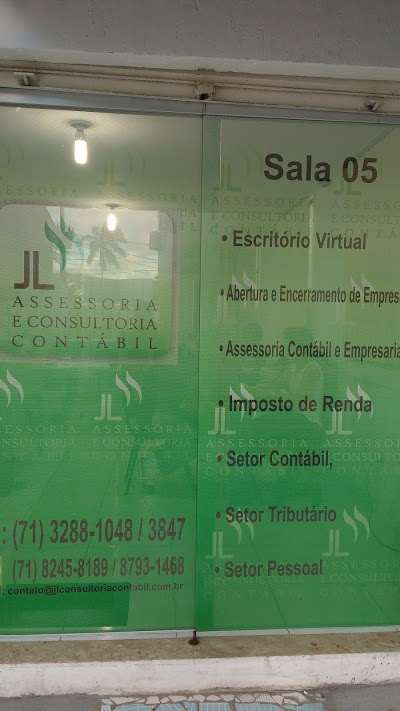 JL
ASSESSORIA
E CONSULTORIA
CONTÁBIL
: (71) 3288-1048 / 3847
(71) 8245-8189 / 8793-1468
contato@jlconsultoriacontabil.com.br
Sala 05
• Escritório Virtual
• Abertura e Encerramento de Empres
• Assessoria Contábil e Empresaria
• Imposto de Renda
• Setor Contábil,
• Setor Tributário
• Setor Pessoal